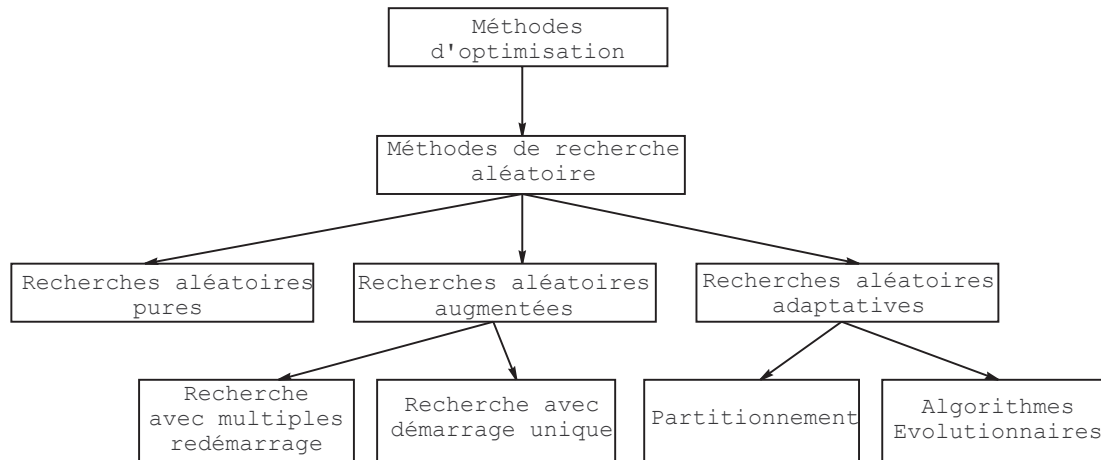 Méthodes
d'optimisation
Méthodes de recherche
aléatoire
Recherches aléatoires
pures
Recherches aléatoires
augmentées
Recherches aléatoires
adaptatives
Recherche
avec multiples
redémarrage
Recherche avec
démarrage unique
Partitionnement
Algorithmes
Evolutionnaires